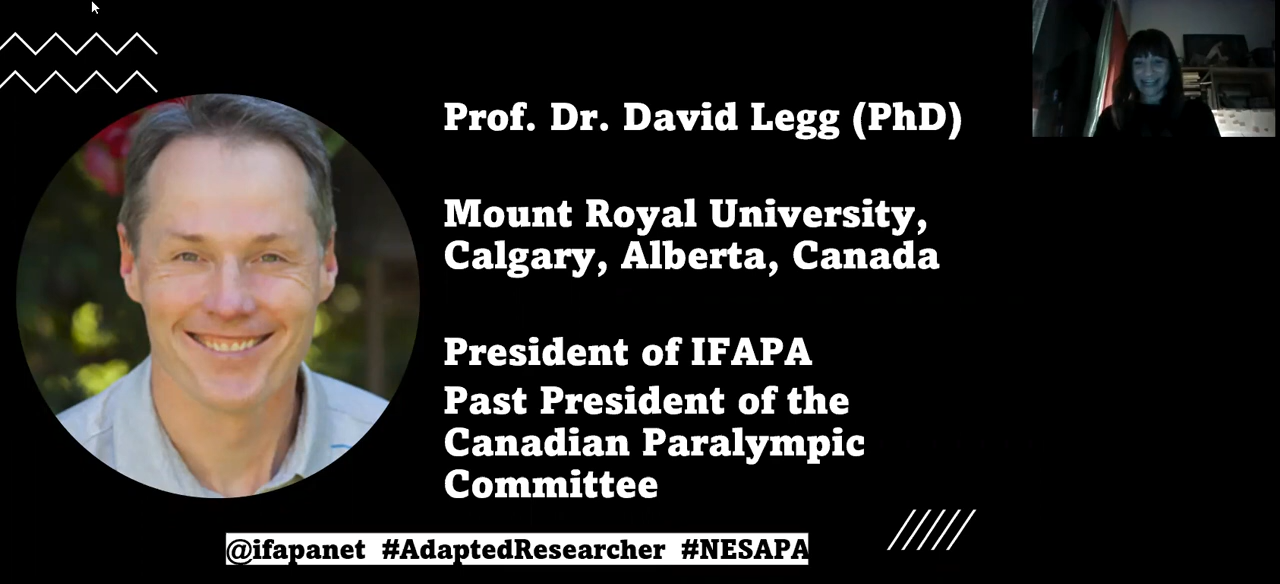 Prof. Dr. David Legg (PhD)
Mount Royal University,
Calgary, Alberta, Canada
President of IFAPA
Past President of the
Canadian Paralympic
Committee
@ifapanet #AdaptedResearcher #NESAPA